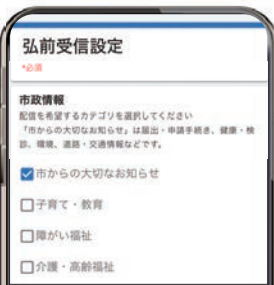 弘前受信設定
*必須
市政情報
配信を希望するカテゴリを選択してください
「市からの大切なお知らせ」は届出・申請手続き、健康・検
診、環境、道路・交通情報などです。
市からの大切なお知らせ
子育て・教育
障がい福祉
介護・高齢福祉